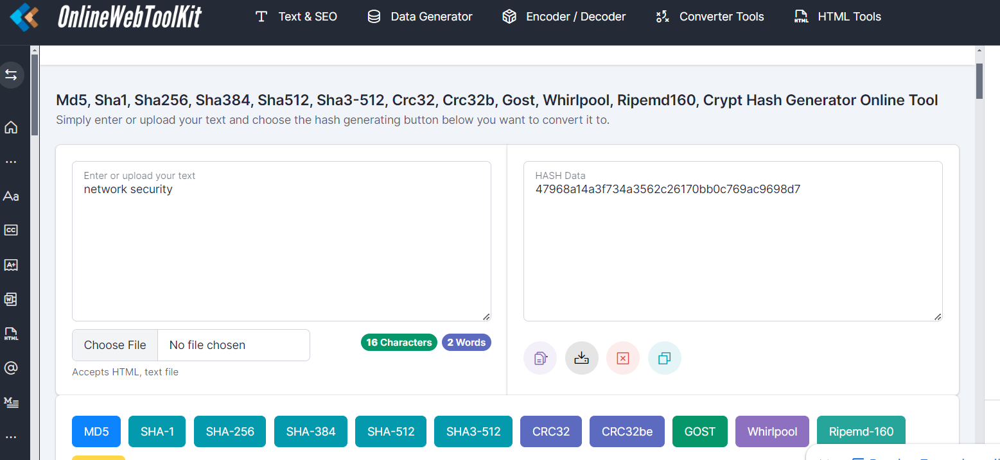 OnlineWebToolKit
Text & SEO
Data Generator
Encoder / Decoder
Converter Tools
HTML
HTML Tools
Md5, Sha1, Sha256, Sha384, Sha512, Sha3-512, Crc32, Crc32b, Gost, Whirlpool, Ripemd160, Crypt Hash Generator Online Tool
Simply enter or upload your text and choose the hash generating button below you want to convert it to.
Enter or upload your text
network security
HASH Data
47968a14a3f734a3562c26170bb0c769ac9698d7
Choose File
No file chosen
16 Characters
2 Words
Accepts HTML, text file
MD5
SHA-1
SHA-256
SHA-384
SHA-512
SHA3-512
CRC32
CRC32be
GOST
Whirlpool
Ripemd-160
Aa
CC
A+
W
HTML
@
M